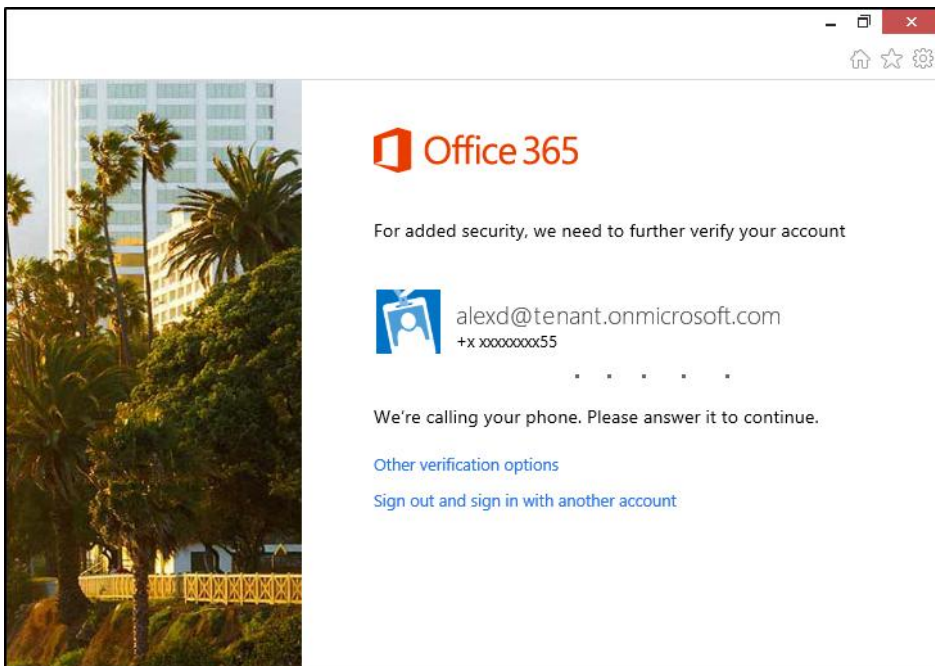 Office 365
For added security, we need to further verify your account
alexd@tenant.onmicrosoft.com
+x xxxxxxxx55
We're calling your phone. Please answer it to continue.
Other verification options
Sign out and sign in with another account